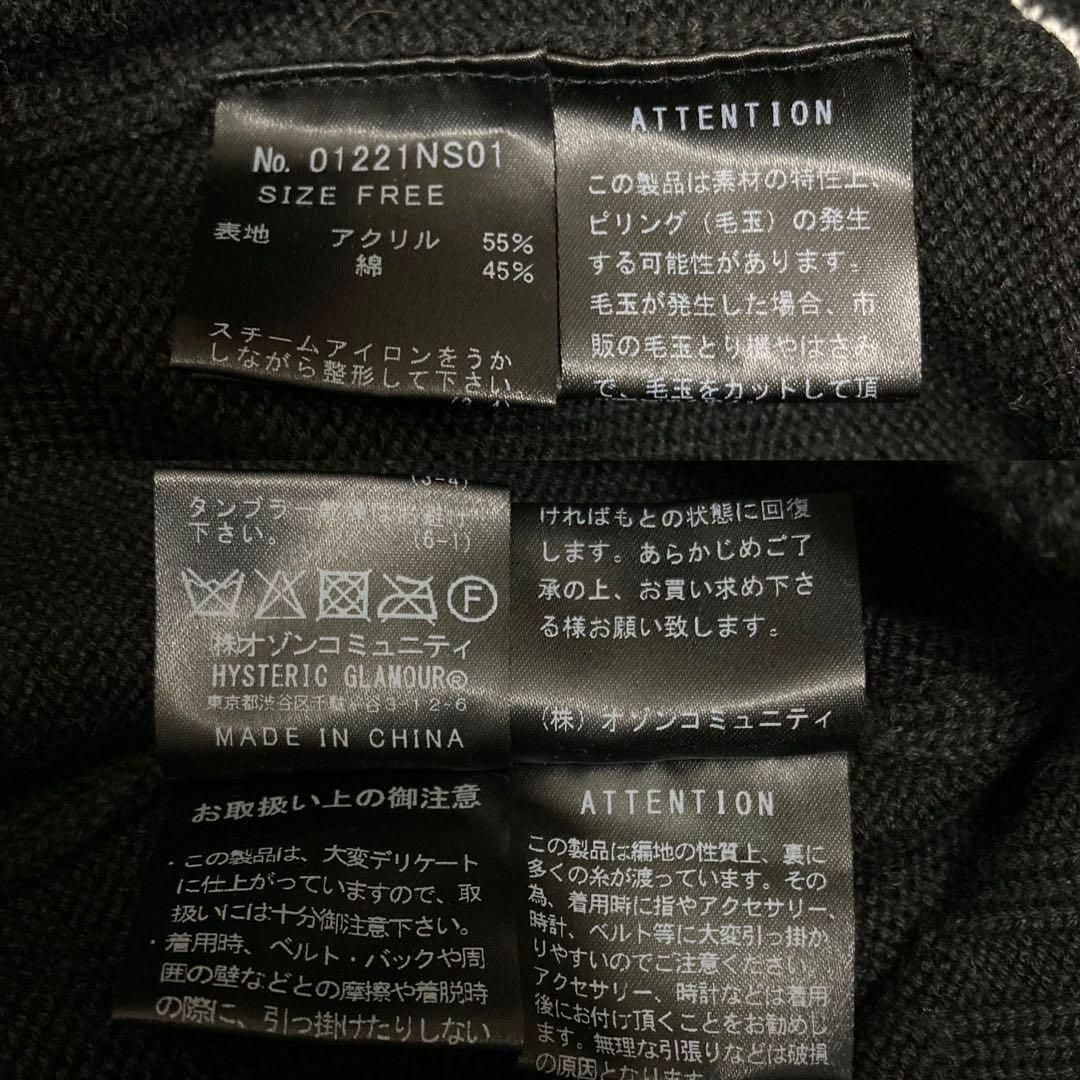 No. 01221NS01
SIZE FREE
表地 アクリル 55%
綿 45%
スチームアイロンをうか
しながら整形して下さい
ATTENTION
この製品は素材の特性上、
ピリング(毛玉)の発生
する可能性があります。
毛玉が発生した場合、市
販の毛玉とり機やはさみ
で、毛玉をカットして頂
(3-4)
タンブラー
下さい。 (6-1)
F
(株)オゾンコミュニティ
HYSTERIC GLAMOUR®
東京都渋谷区千駄ヶ谷3-12-6
MADE IN CHINA
ければもとの状態に回復
します。あらかじめご了
承の上、お買い求め下さ
る様お願い致します。
(株)オゾンコミュニティ
お取扱い上の御注意
・この製品は、大変デリケート
に仕上がっていますので、取
扱いには十分御注意下さい。
・着用時、ベルト・バックや周
囲の壁などとの摩擦や着脱時
の際に、引っ掛けたりしない
ATTENTION
この製品は編地の性質上、裏に
多くの糸が渡っています。その
為、着用時に指やアクセサリー、
時計、ベルト等に大変引っ掛か
りやすいのでご注意ください。
アクセサリー、時計などは着用
後にお付け頂くことをお勧めし
ます。無理な引張りなどは破損
の原因となります。